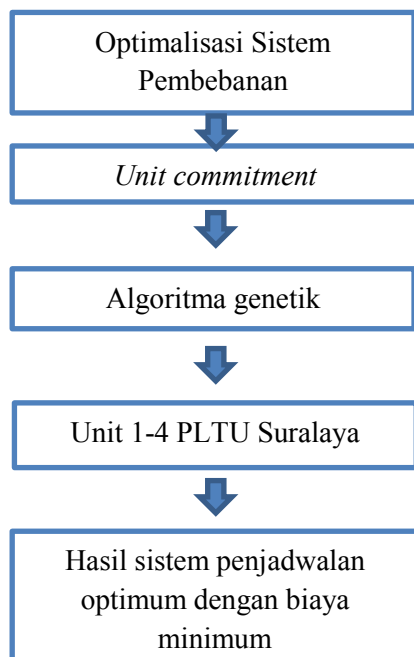 Optimalisasi Sistem
Pembebanan
Unit commitment
Algoritma genetik
Unit 1-4 PLTU Suralaya
Hasil sistem penjadwalan
optimum dengan biaya
minimum